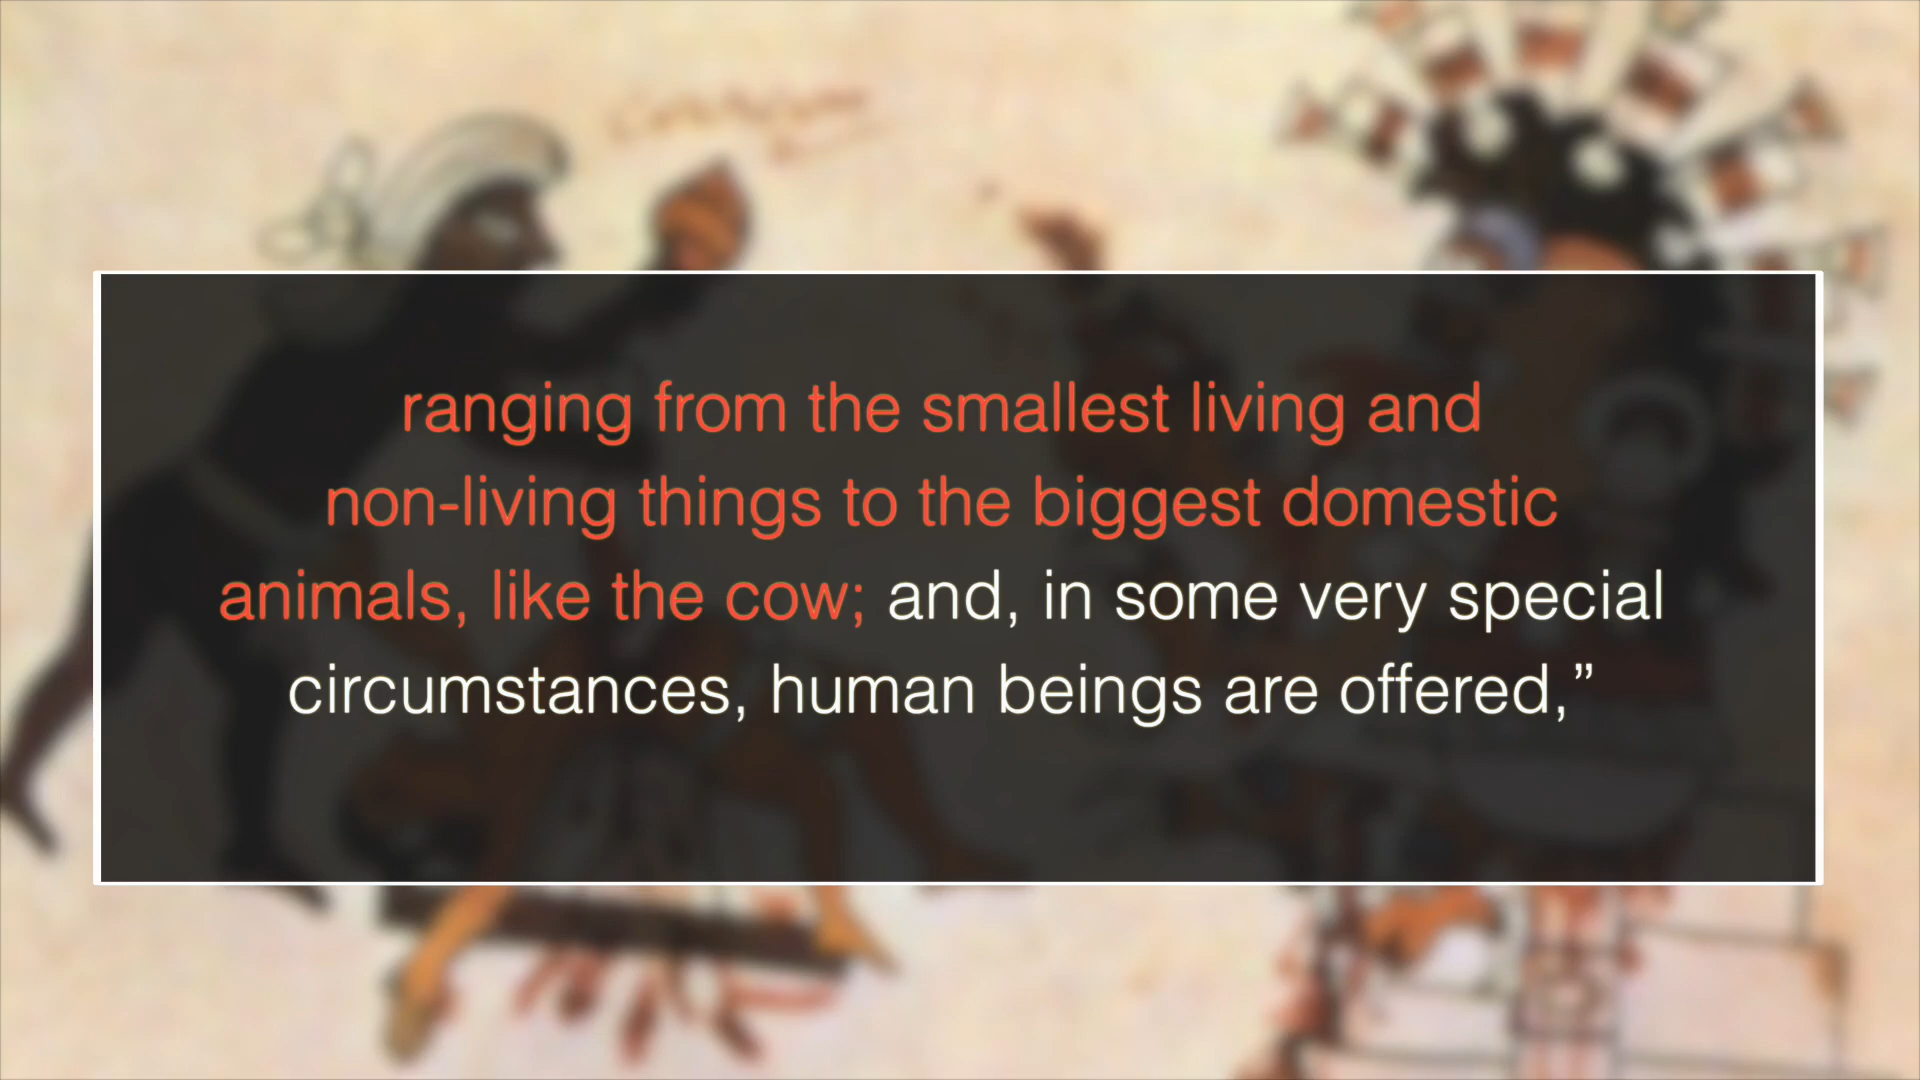 ranging from the smallest living and
non-living things to the biggest domestic
animals, like the cow; and, in some very special
circumstances, human beings are offered,”